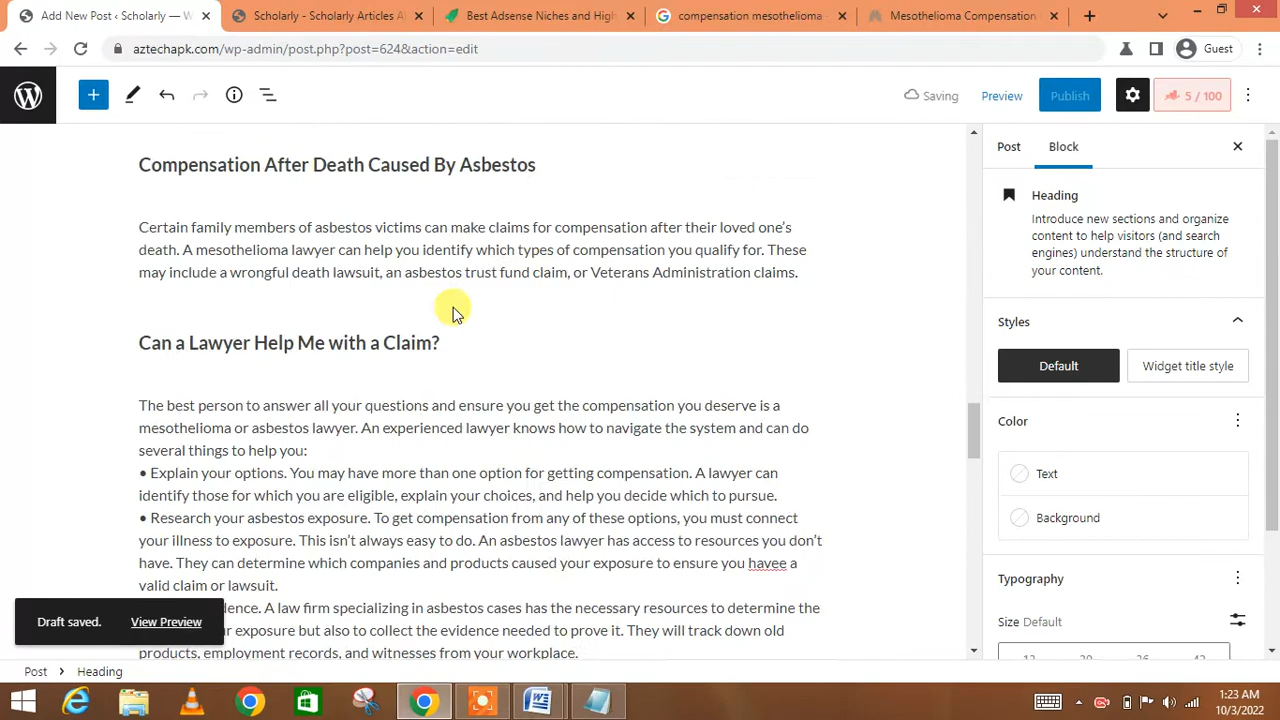 Add New Post ‹ Scholarly — W
Scholarly - Scholarly Articles A
Best Adsense Niches and High
compensation mesothelioma -
Mesothelioma Compensation
aztechapk.com/wp-admin/post.php?post=624&action=edit
Guest
Saving
Preview
Publish
5 / 100
Compensation After Death Caused By Asbestos
Certain family members of asbestos victims can make claims for compensation after their loved one's
death. A mesothelioma lawyer can help you identify which types of compensation you qualify for. These
may include a wrongful death lawsuit, an asbestos trust fund claim, or Veterans Administration claims.
Can a Lawyer Help Me with a Claim?
The best person to answer all your questions and ensure you get the compensation you deserve is a
mesothelioma or asbestos lawyer. An experienced lawyer knows how to navigate the system and can do
several things to help you:
• Explain your options. You may have more than one option for getting compensation. A lawyer can
identify those for which you are eligible, explain your choices, and help you decide which to pursue.
• Research your asbestos exposure. To get compensation from any of these options, you must connect
your illness to exposure. This isn't always easy to do. An asbestos lawyer has access to resources you don't
have. They can determine which companies and products caused your exposure to ensure you havee a
valid claim or lawsuit.
dence. A law firm specializing in asbestos cases has the necessary resources to determine the
ur exposure but also to collect the evidence needed to prove it. They will track down old
products, employment records, and witnesses from your workplace.
Draft saved.
View Preview
Post
Block
Heading
Introduce new sections and organize
content to help visitors (and search
engines) understand the structure of
your content.
Styles
Default
Widget title style
Color
Text
Background
Typography
Size Default
Post
Heading
1:23 AM
10/3/2022